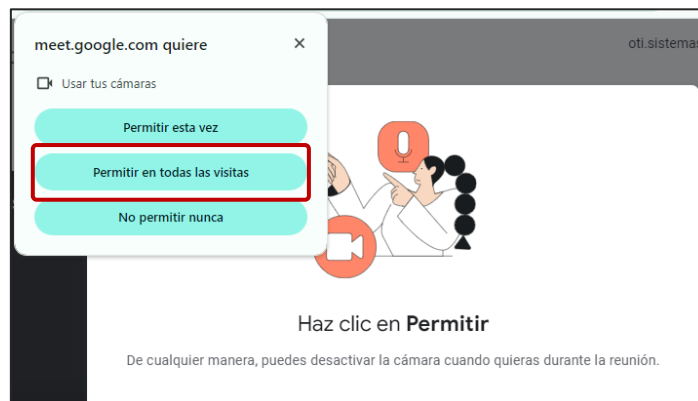 meet.google.com quiere
oti.sistemas
Usar tus cámaras
Permitir esta vez
Permitir en todas las visitas
No permitir nunca
Haz clic en Permitir
De cualquier manera, puedes desactivar la cámara cuando quieras durante la reunión.